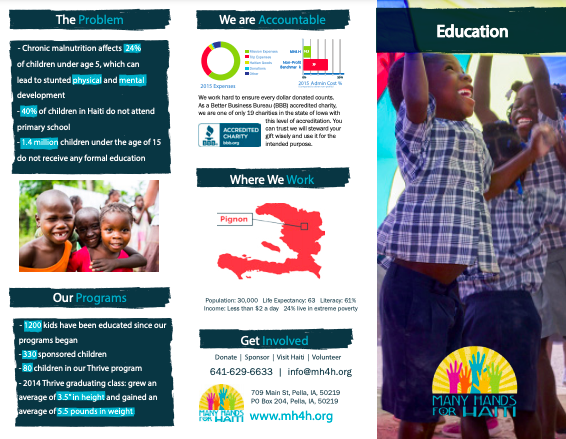 The Problem
- Chronic malnutrition affects 24%
of children under age 5, which can
lead to stunted physical and mental
development
- 40% of children in Haiti do not attend
primary school
- 1.4 million children under the age of 15
do not receive any formal education
Our Programs
- 1200 kids have been educated since our
programs began
- 330 sponsored children
- 80 children in our Thrive program
- 2014 Thrive graduating class: grew an
average of 3.5" in height and gained an
average of 5.5 pounds in weight
We are Accountable
2015 Expenses
MH4H
Non-Profit
2015 Admin Cost %
We work hard to ensure every dollar donated counts.
As a Better Business Bureau (BBB) accredited charity,
we are one of only 19 charities in the state of Iowa with
this level of accreditation. You
can trust we will steward your
gift wisely and use it for the
intended purpose.
BBB
ACCREDITED
CHARITY
bbb.org
Where We Work
Pignon
Population: 30,000 Life Expectancy: 63 Literacy: 61%
Income: Less than $2 a day 24% live in extreme poverty
Get Involved
Donate | Sponsor | Visit Haiti | Volunteer
641-629-6633 | info@mh4h.org
MANY HANDS
FOR HAITI
709 Main St, Pella, IA, 50219
PO Box 204, Pella, IA, 50219
www.mh4h.org
Education
MANY HANDS
FOR HAITI